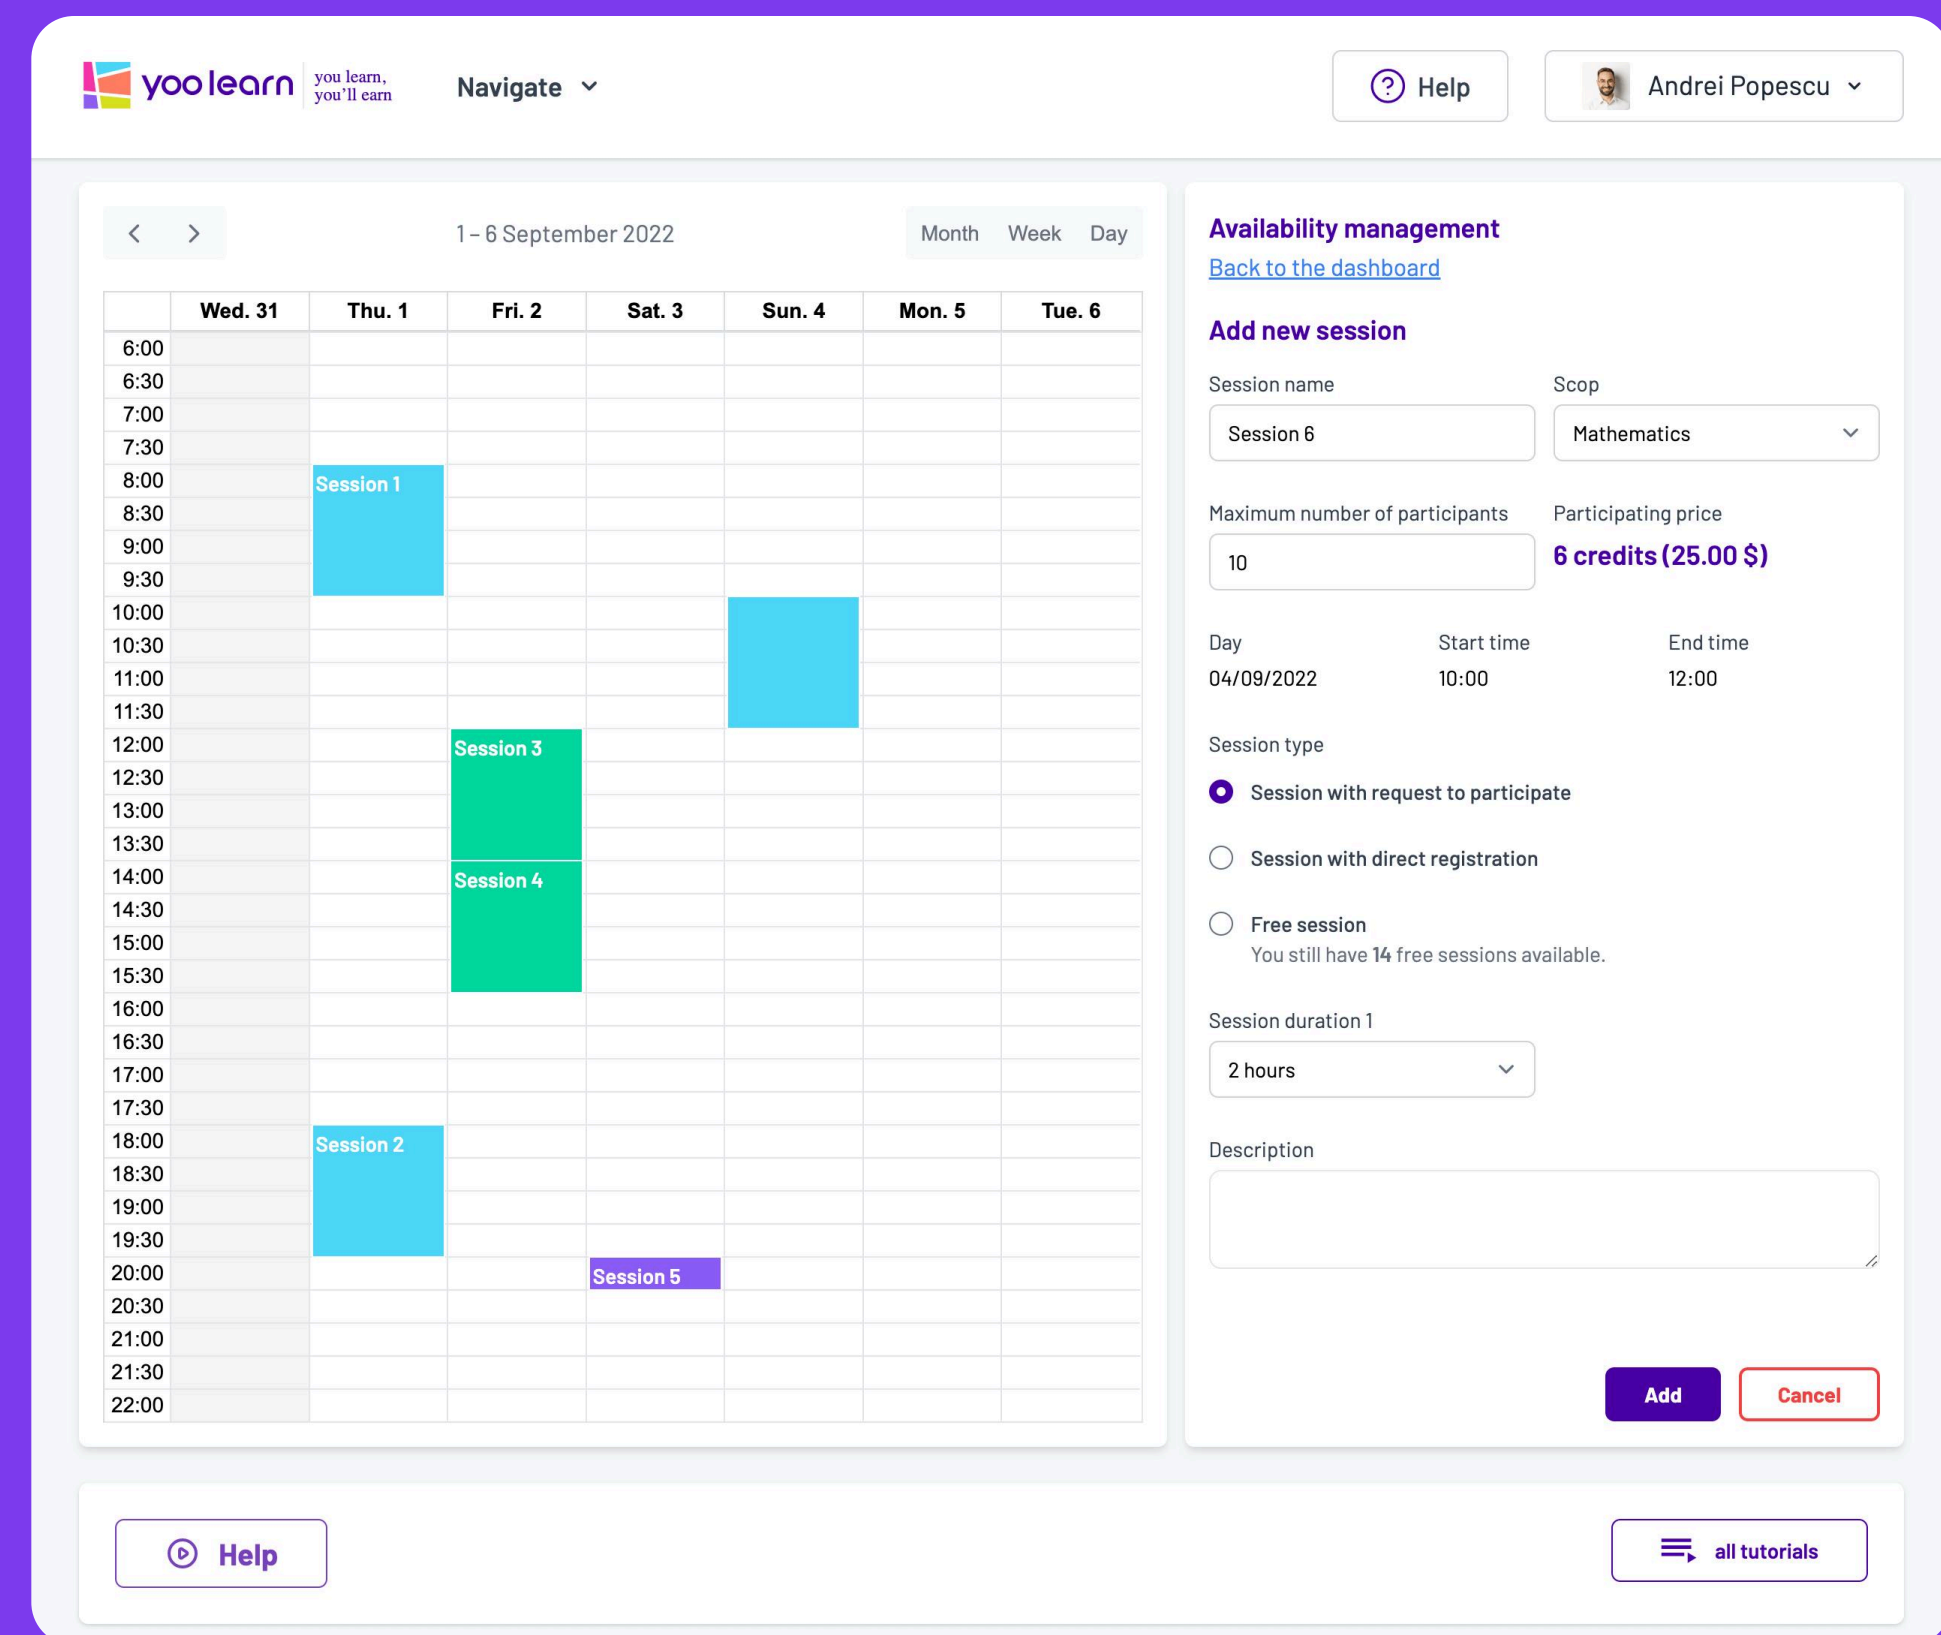 yoolearn
you learn,
you'll earn
Navigate
Help
Andrei Popescu
1 – 6 September 2022
Month Week Day
Wed. 31 Thu. 1 Fri. 2 Sat. 3 Sun. 4 Mon. 5 Tue. 6
6:00
6:30
7:00
7:30
8:00 Session 1
8:30
9:00
9:30
10:00
10:30
11:00
11:30
12:00 Session 3
12:30
13:00
13:30
14:00 Session 4
14:30
15:00
15:30
16:00
16:30
17:00
17:30
18:00 Session 2
18:30
19:00
19:30
20:00 Session 5
20:30
21:00
21:30
22:00
Availability management
Back to the dashboard
Add new session
Session name Scop
Session 6 Mathematics
Maximum number of participants Participating price
10 6 credits (25.00 $)
Day Start time End time
04/09/2022 10:00 12:00
Session type
Session with request to participate
Session with direct registration
Free session
You still have 14 free sessions available.
Session duration 1
2 hours
Description
Add Cancel
Help
all tutorials